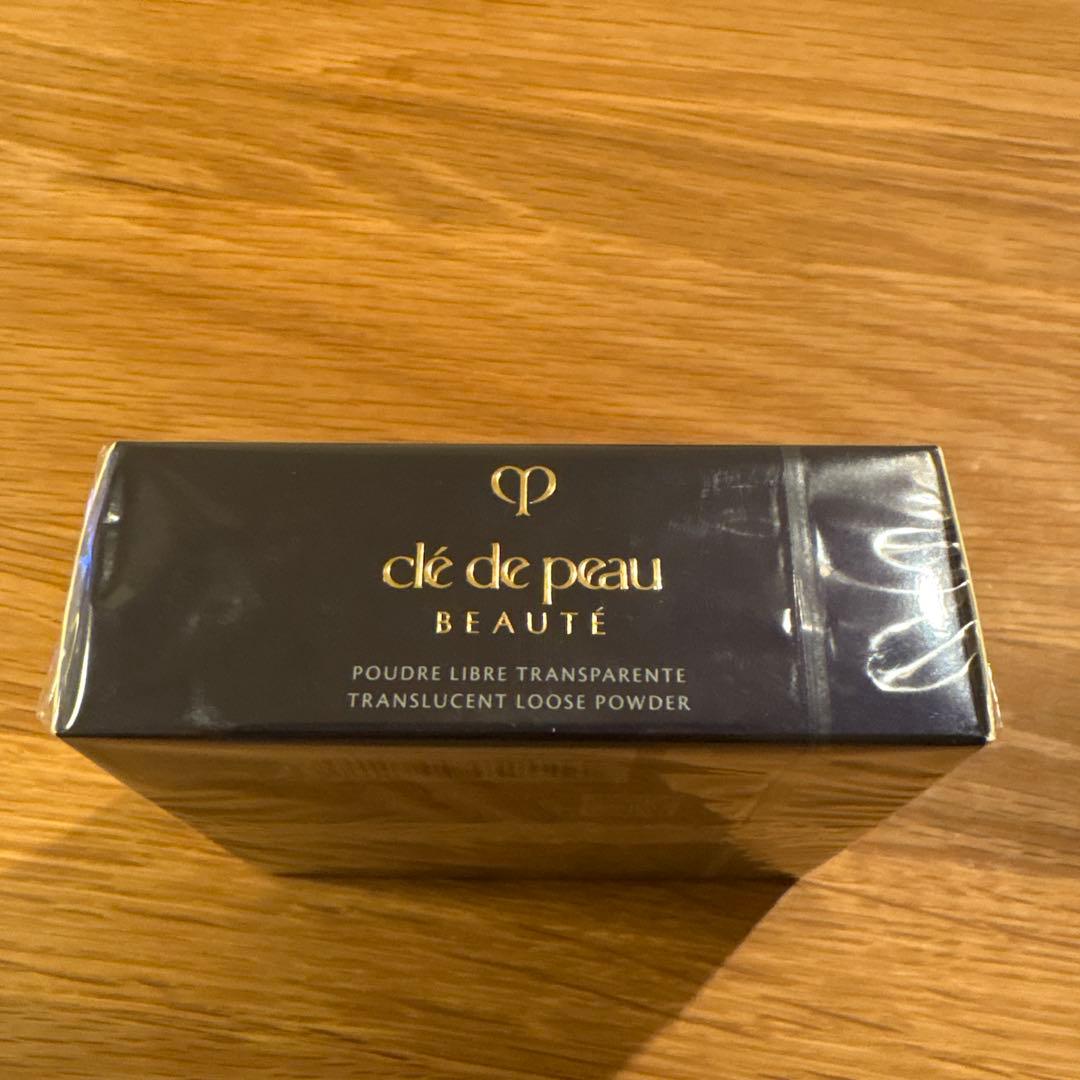 clé de peau
BEAUTÉ
POUDRE LIBRE TRANSPARENTE
TRANSLUCENT LOOSE POWDER